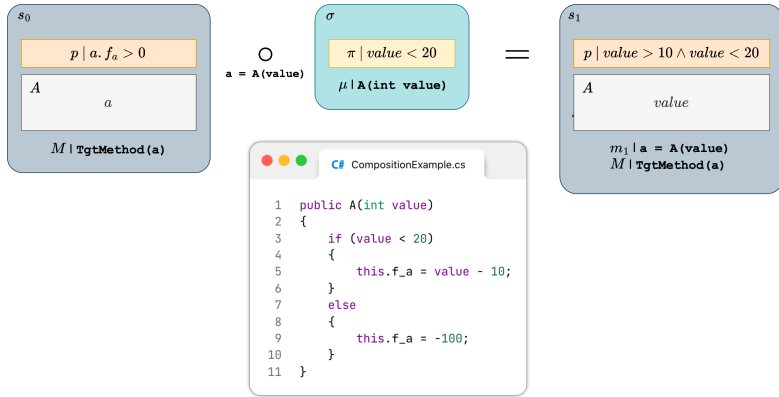 s₀
p | a.fₐ > 0
A
a
M | TgtMethod(a)
○
a = A(value)
σ
π | value < 20
μ | A(int value)
=
s₁
p | value > 10 ∧ value < 20
A
value
m₁ | a = A(value)
M | TgtMethod(a)
C# CompositionExample.cs
1 public A(int value)
2 {
3     if (value < 20)
4     {
5         this.f_a = value - 10;
6     }
7     else
8     {
9         this.f_a = -100;
10     }
11 }